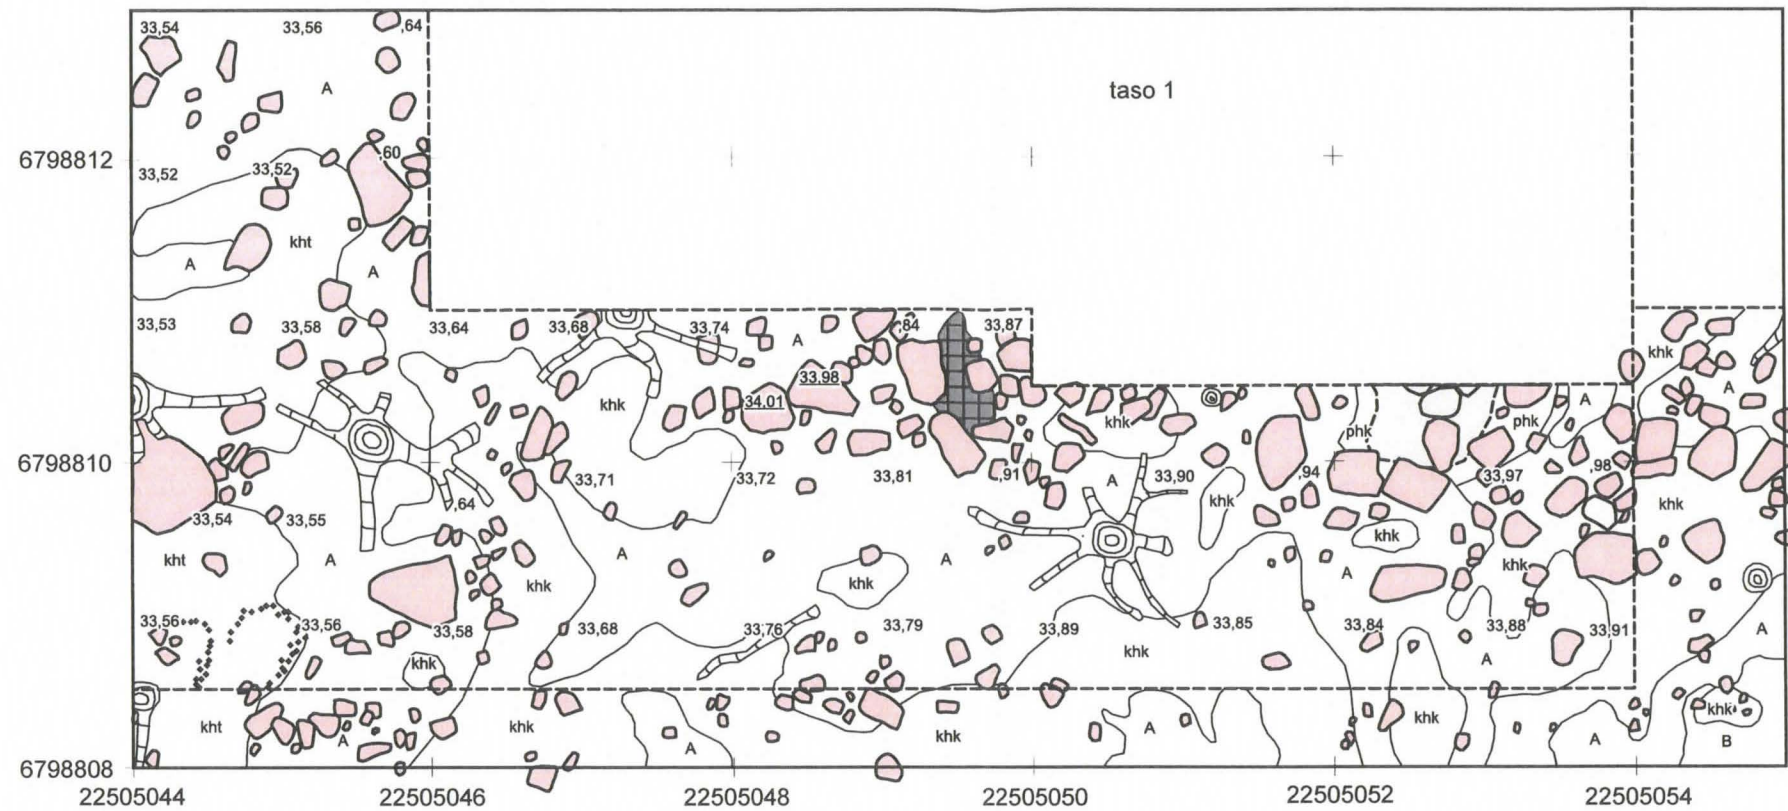 33,54 33,56 ,64
A taso 1
6798812 ,60
33,52 33,52
kht
A A
33,53 33,58 33,64 33,68 33,74 A ,84 33,87
khk A
33.98
34.01 khk khk A
phk phk
6798810
33,71 33,72 33,81 ,91 A 33,90 ,94 33,97 ,98
,64 khk khk
33,54 33,55
khk
kht A A A A khk
khk khk
33,56 33,56 33,58 33,68 33,76 33,79 33,89 33,85 33,84 33,88 33,91 A
khk khk A
kht A khk A khk A khk A khk B
6798808
22505044 22505046 22505048 22505050 22505052 22505054